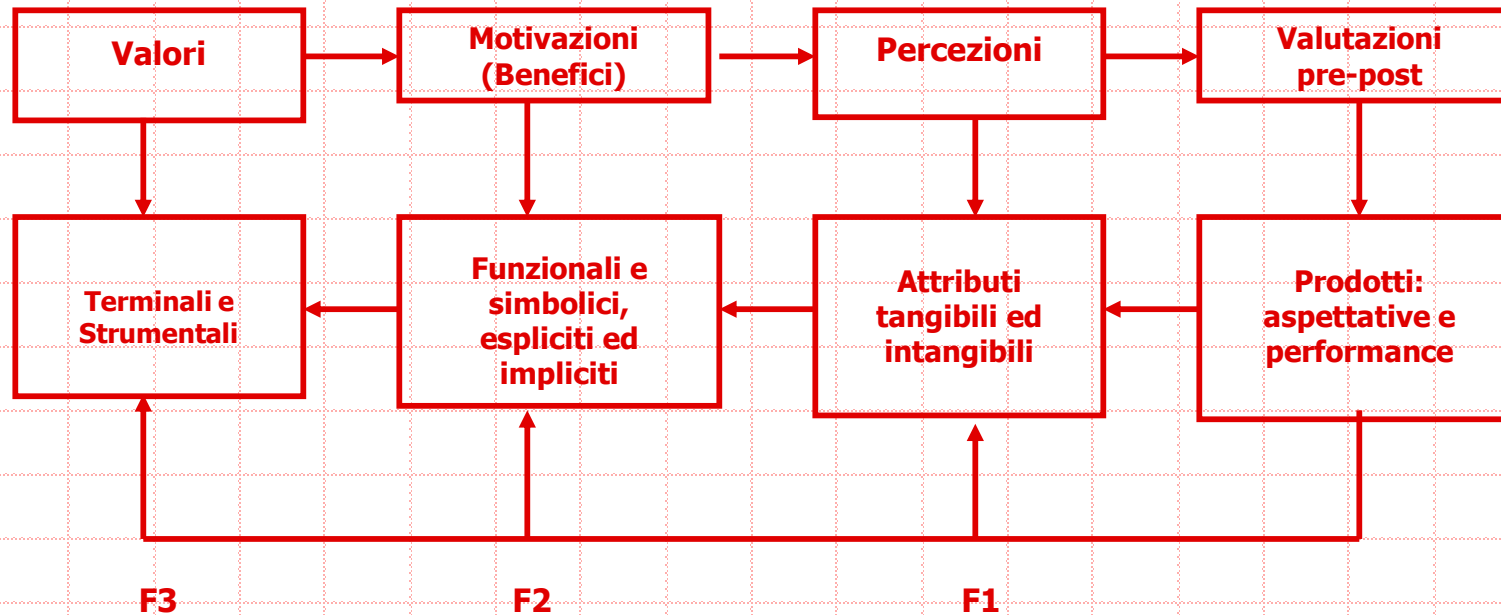 Valori
Motivazioni
(Benefici)
Percezioni
Valutazioni
pre-post
Terminali e
Strumentali
Funzionali e
simbolici,
espliciti ed
impliciti
Attributi
tangibili ed
intangibili
Prodotti:
aspettative e
performance
F3
F2
F1